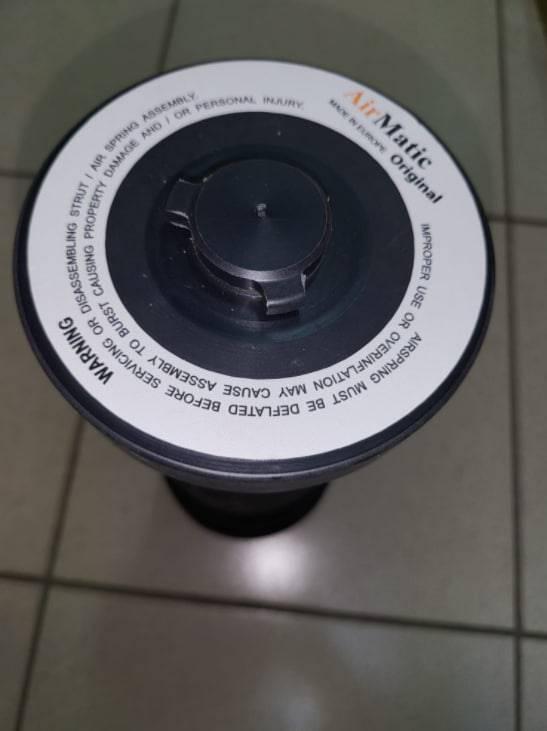 AirMatic
MADE IN EUROPE Original
WARNING
AIRSPRING MUST BE DEFLATED BEFORE SERVICING OR DISASSEMBLING STRUT / AIR SPRING ASSEMBLY.
IMPROPER USE OR OVERINFLATION MAY CAUSE ASSEMBLY TO BURST CAUSING PROPERTY DAMAGE AND / OR PERSONAL INJURY.